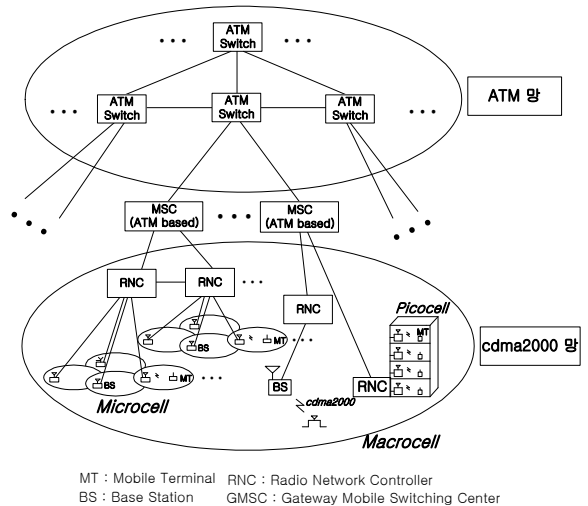 ATM
Switch
ATM
Switch
ATM
Switch
ATM
Switch
ATM 망
MSC
(ATM based)
MSC
(ATM based)
RNC
RNC
RNC
Picocell
MT
BS
MT
BS
MT
BS
RNC
cdma2000 망
Microcell
cdma2000
Macrocell
MT : Mobile Terminal RNC : Radio Network Controller
BS : Base Station GMSC : Gateway Mobile Switching Center